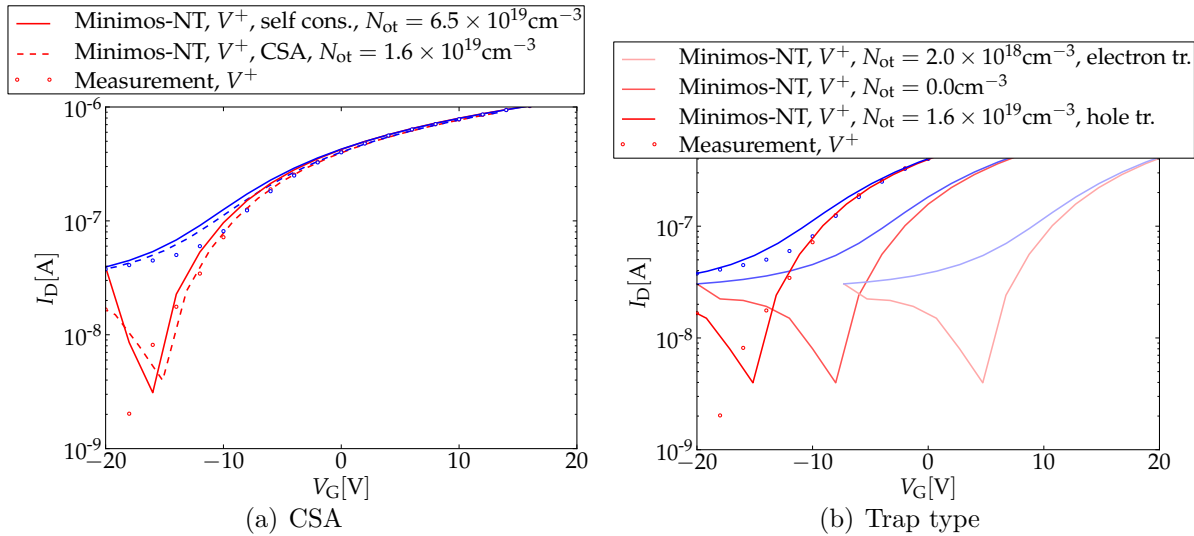 Minimos-NT, V⁺, self cons., N_ot = 6.5 × 10¹⁹cm⁻³
Minimos-NT, V⁺, CSA, N_ot = 1.6 × 10¹⁹cm⁻³
Measurement, V⁺
10⁻⁶
10⁻⁷
10⁻⁸
10⁻⁹
I_D[A]
−20 −10 0 10 20
V_G[V]
(a) CSA
Minimos-NT, V⁺, N_ot = 2.0 × 10¹⁸cm⁻³, electron tr.
Minimos-NT, V⁺, N_ot = 0.0cm⁻³
Minimos-NT, V⁺, N_ot = 1.6 × 10¹⁹cm⁻³, hole tr.
Measurement, V⁺
10⁻⁷
10⁻⁸
10⁻⁹
I_D[A]
−20 −10 0 10 20
V_G[V]
(b) Trap type